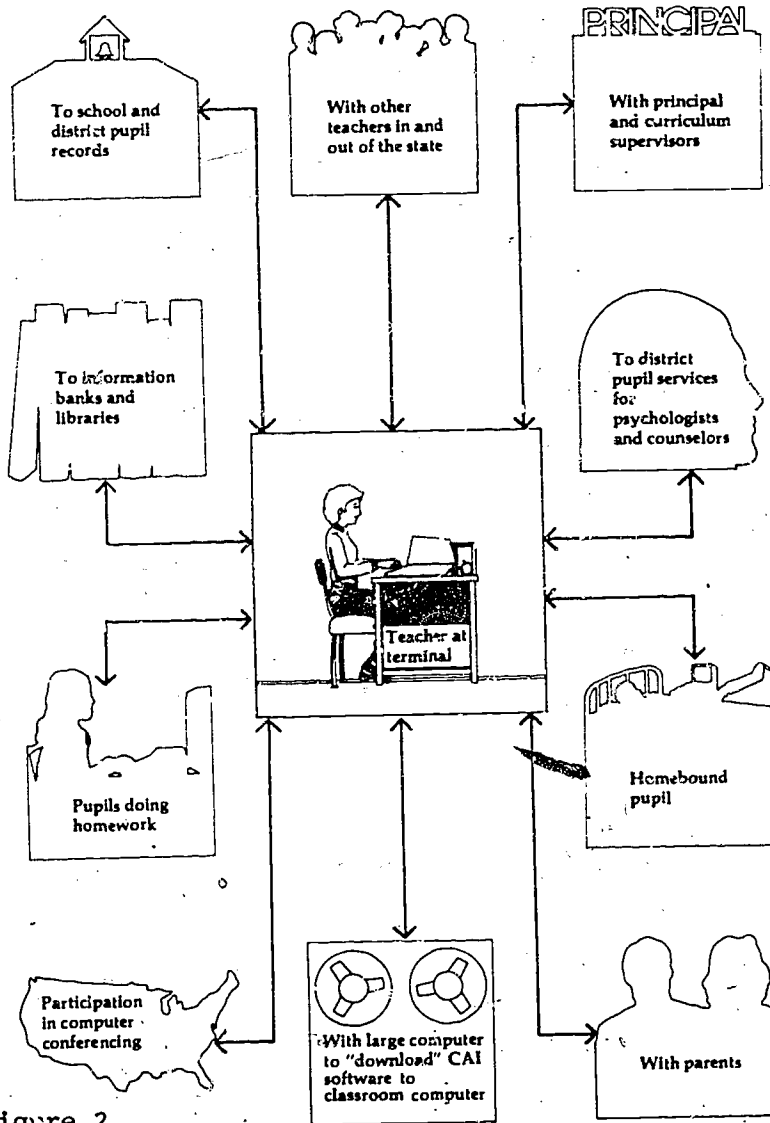 PRINCIPAL
To school and
district pupil
records
With other
teachers in and
out of the state
With principal
and curriculum
supervisors
To information
banks and
libraries
To district
pupil services
for
psychologists
and counselors
Teacher at
terminal
Pupils doing
homework
Homebound
pupil
Participation
in computer
conferencing
With large computer
to "download" CAI
software to
classroom computer
With parents
igure 2